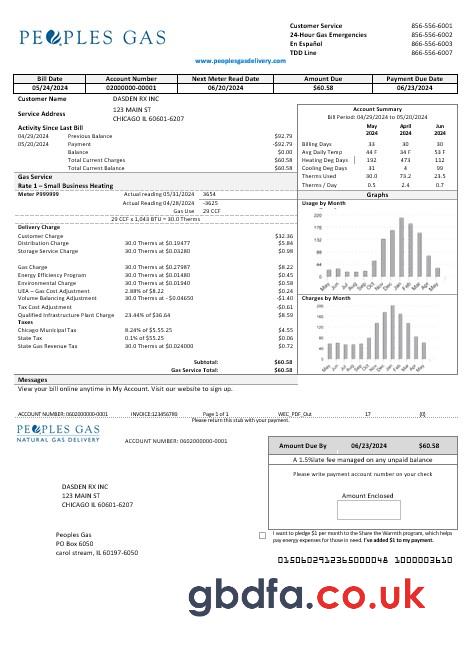 PEOPLES GAS
Customer Service 856-556-6001
24-Hour Gas Emergencies 866-556-6002
En Español 866-556-6003
TDD Line 866-556-6007
www.peoplesgasdelivery.com
Bill Date Account Number Next Meter Read Date Amount Due Payment Due Date
05/24/2024 02000000-00001 06/20/2024 $60.58 06/23/2024
Customer Name DASDEN RX INC
Service Address 123 MAIN ST
CHICAGO IL 60601-6207
Activity Since Last Bill
04/29/2024 Previous Balance $92.79
05/20/2024 Payment -$92.79
Balance $0.00
Total Current Charges $60.58
Total Current Balance $60.58
Gas Service
Rate 1 – Small Business Heating
Meter P999999 Actual reading 05/31/2024 3654
Actual Reading 04/28/2024 -3625
Gas Use 29 CCF
29 CCF x 1,043 BTU = 30.0 Therms
Delivery Charge
Customer Charge $32.36
Distribution Charge 30.0 Therms at $0.19477 $5.84
Storage Service Charge 30.0 Therms at $0.03280 $0.98
Gas Charge 30.0 Therms at $0.27987 $8.22
Energy Efficiency Program 30.0 Therms at $0.01480 $0.45
Environmental Charge 30.0 Therms at $0.01940 $0.58
UEA – Gas Cost Adjustment 2.88% of $8.22 $0.24
Volume Balancing Adjustment 30.0 Therms at - $0.04650 -$1.40
Tax Cost Adjustment -$0.61
Qualified Infrastructure Plant Charge 23.44% of $36.64 $8.59
Taxes
Chicago Municipal Tax 8.24% of $5.55.25 $4.55
State Tax 0.1% of $55.25 $0.06
State Gas Revenue Tax 30.0 Therms at $0.024000 $0.72
Subtotal: $60.58
Gas Service Total: $60.58
Account Summary
Bill Period: 04/29/2024 to 05/20/2024
May 2024 April 2024 Jun 2024
Billing Days 33 30 30
Avg Daily Temp 44 F 34 F 53 F
Heating Deg Days 192 473 112
Cooling Deg Days 31 4 99
Therms Used 30.0 73.2 23.5
Therms / Day 0.5 2.4 0.7
Graphs
Usage by Month
220
200
150
100
50
0
May Jun Jul Aug Sep Oct Nov Dec Jan Feb Mar Apr May
Charges by Month
200
150
100
50
0
May Jun Jul Aug Sep Oct Nov Dec Jan Feb Mar Apr May
Messages
View your bill online anytime in My Account. Visit our website to sign up.
ACCOUNT NUMBER: 0602000000-0001 INVOICE:123456786 Page 1 of 1 WEC_PDF_Out 17 (0)
Please return this stub with your payment.
PEOPLES GAS
NATURAL GAS DELIVERY
ACCOUNT NUMBER: 0602000000-0001
Amount Due By 06/23/2024 $60.58
A 1.5%late fee managed on any unpaid balance
Please write payment account number on your check
Amount Enclosed
DASDEN RX INC
123 MAIN ST
CHICAGO IL 60601-6207
Peoples Gas
PO Box 6050
carol stream, IL 60197-6050
I want to pledge $1 per month to the Share the Warmth program, which helps
pay energy expenses for those in need. I've added $1 to my payment.
gbdfa.co.uk